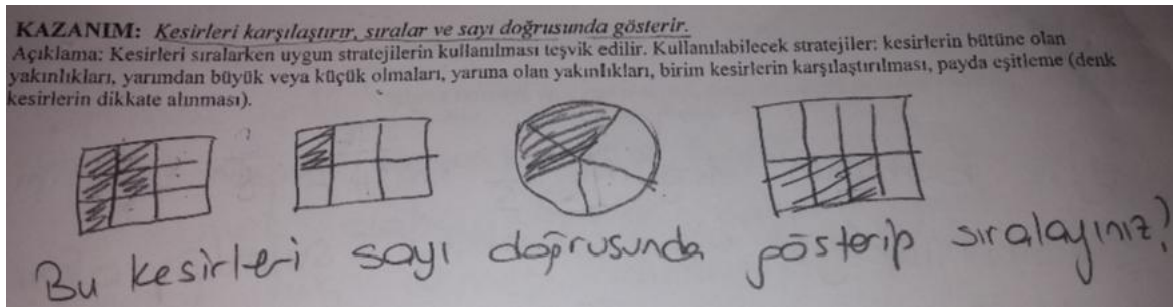 KAZANIM: Kesirleri karşılaştırır, sıralar ve sayı doğrusunda gösterir.
Açıklama: Kesirleri sıralarken uygun stratejilerin kullanılması teşvik edilir. Kullanılabilecek stratejiler: kesirlerin bütüne olan
yakınlıkları, yarımdan büyük veya küçük olmaları, yarıma olan yakınlıkları, birim kesirlerin karşılaştırılması, payda eşitleme (denk
kesirlerin dikkate alınması).
Bu kesirleri sayı doğrusunda gösterip sıralayınız?